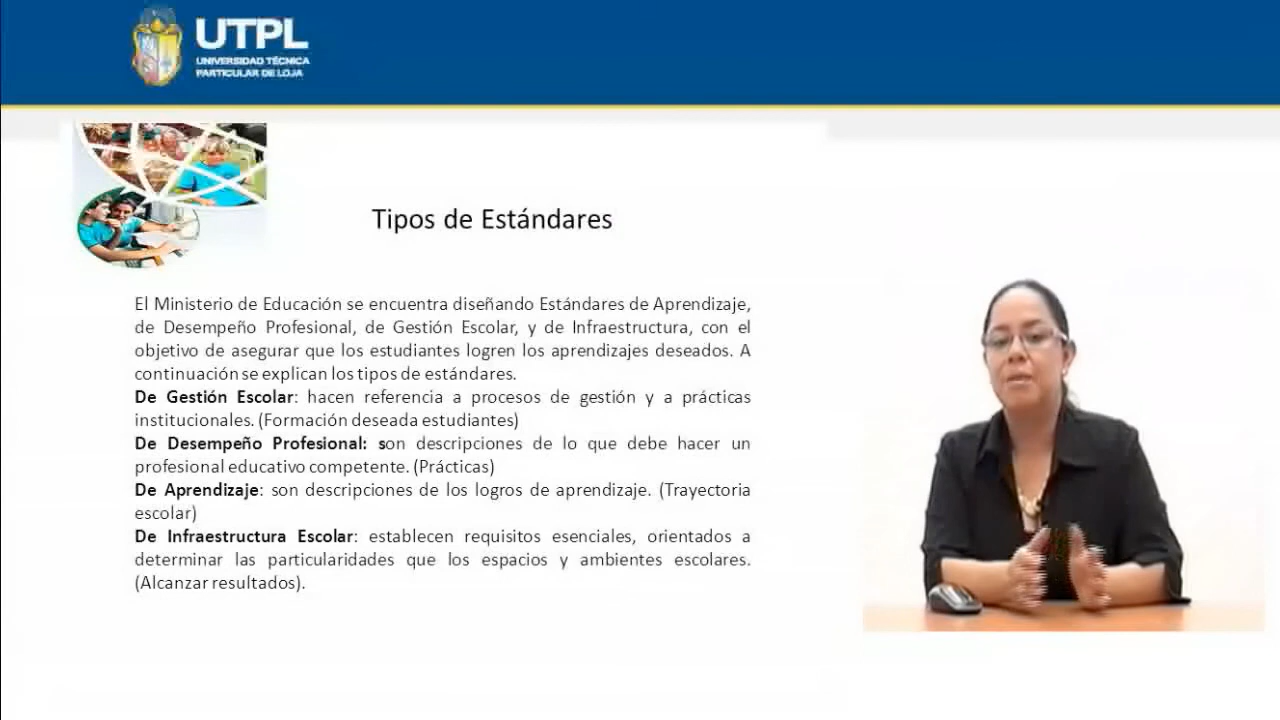 UTPL
UNIVERSIDAD TÉCNICA
PARTICULAR DE LOJA
Tipos de Estándares
El Ministerio de Educación se encuentra diseñando Estándares de Aprendizaje,
de Desempeño Profesional, de Gestión Escolar, y de Infraestructura, con el
objetivo de asegurar que los estudiantes logren los aprendizajes deseados. A
continuación se explican los tipos de estándares.
De Gestión Escolar: hacen referencia a procesos de gestión y a prácticas
institucionales. (Formación deseada estudiantes)
De Desempeño Profesional: son descripciones de lo que debe hacer un
profesional educativo competente. (Prácticas)
De Aprendizaje: son descripciones de los logros de aprendizaje. (Trayectoria
escolar)
De Infraestructura Escolar: establecen requisitos esenciales, orientados a
determinar las particularidades que los espacios y ambientes escolares.
(Alcanzar resultados).